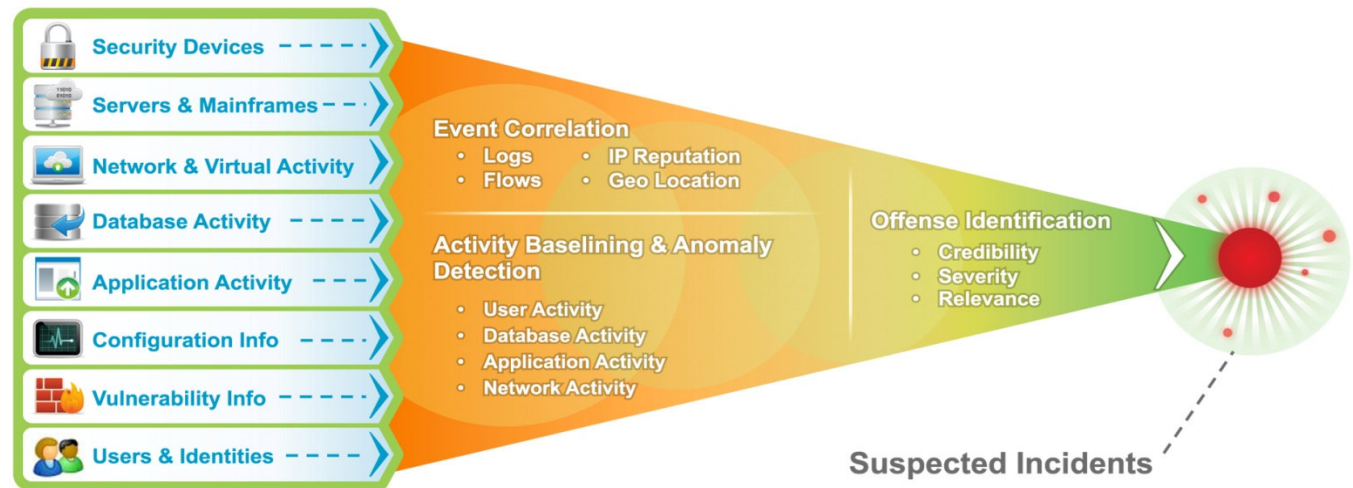 Security Devices
11010
01010
Servers & Mainframes
Network & Virtual Activity
Database Activity
Application Activity
Configuration Info
Vulnerability Info
Users & Identities
Event Correlation
• Logs
• Flows
• IP Reputation
• Geo Location
Activity Baselining & Anomaly
Detection
• User Activity
• Database Activity
• Application Activity
• Network Activity
Offense Identification
• Credibility
• Severity
• Relevance
Suspected Incidents